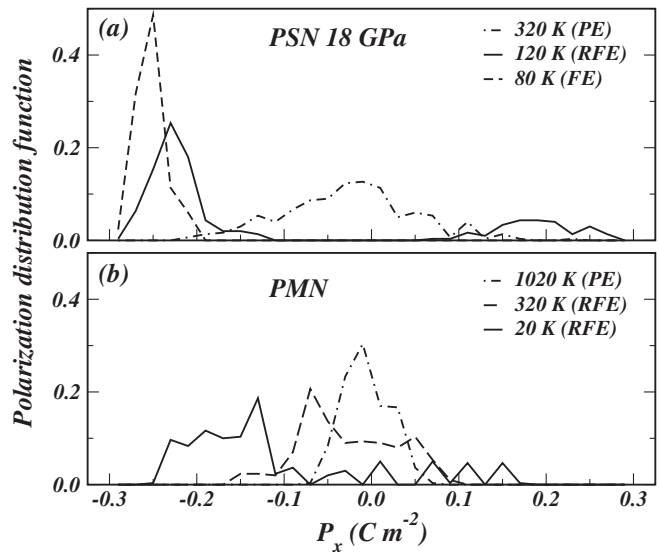 (a)
PSN 18 GPa
320 K (PE)
120 K (RFE)
80 K (FE)
0.4
0.2
0.0
Polarization distribution function
(b)
PMN
1020 K (PE)
320 K (RFE)
20 K (RFE)
0.4
0.2
0.0
-0.3 -0.2 -0.1 0.0 0.1 0.2 0.3
P_x (C m^-2)